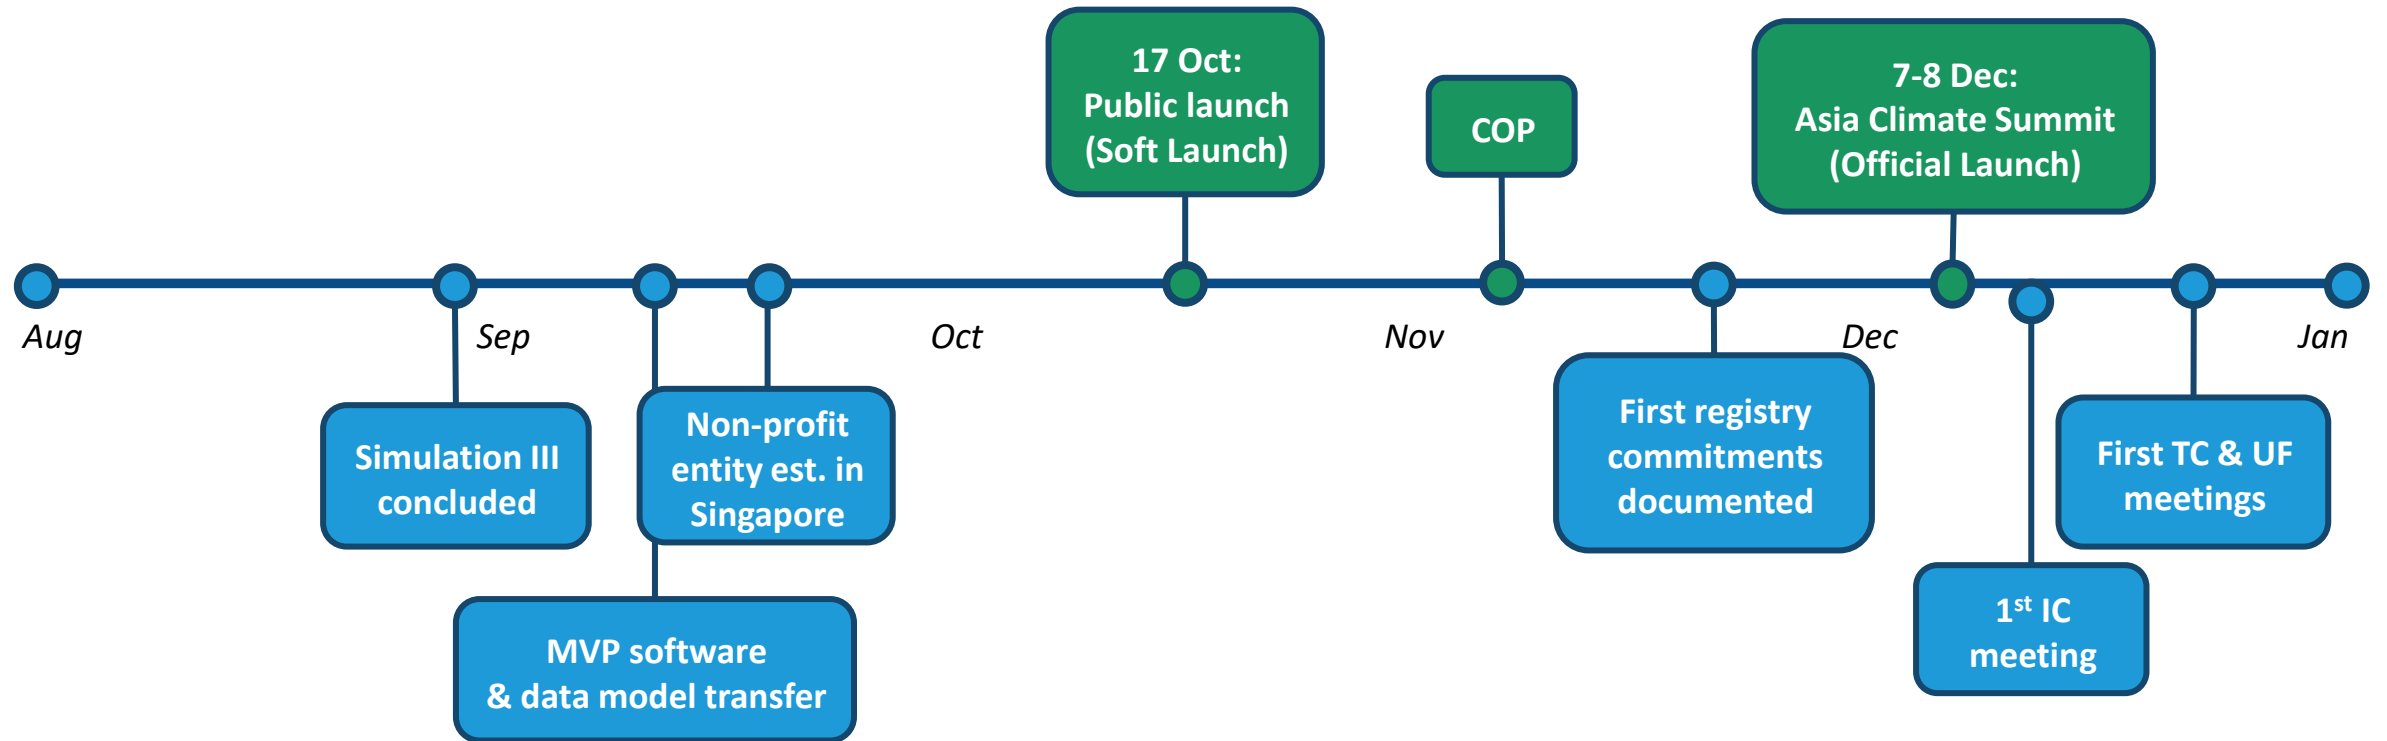 17 Oct:
Public launch
(Soft Launch)
COP
7-8 Dec:
Asia Climate Summit
(Official Launch)
Aug
Sep
Oct
Nov
Dec
Jan
Simulation III
concluded
Non-profit
entity est. in
Singapore
MVP software
& data model transfer
First registry
commitments
documented
1st IC
meeting
First TC & UF
meetings